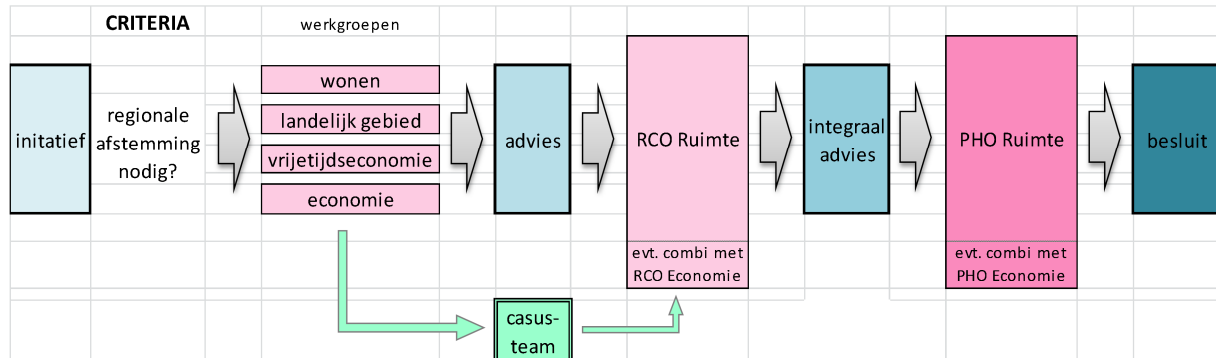 CRITERIA
werkgroepen
initatief
regionale
afstemming
nodig?
wonen
landelijk gebied
vrijetijdseconomie
economie
advies
RCO Ruimte
evt. combi met
RCO Economie
integraal
advies
PHO Ruimte
evt. combi met
PHO Economie
besluit
casus-
team